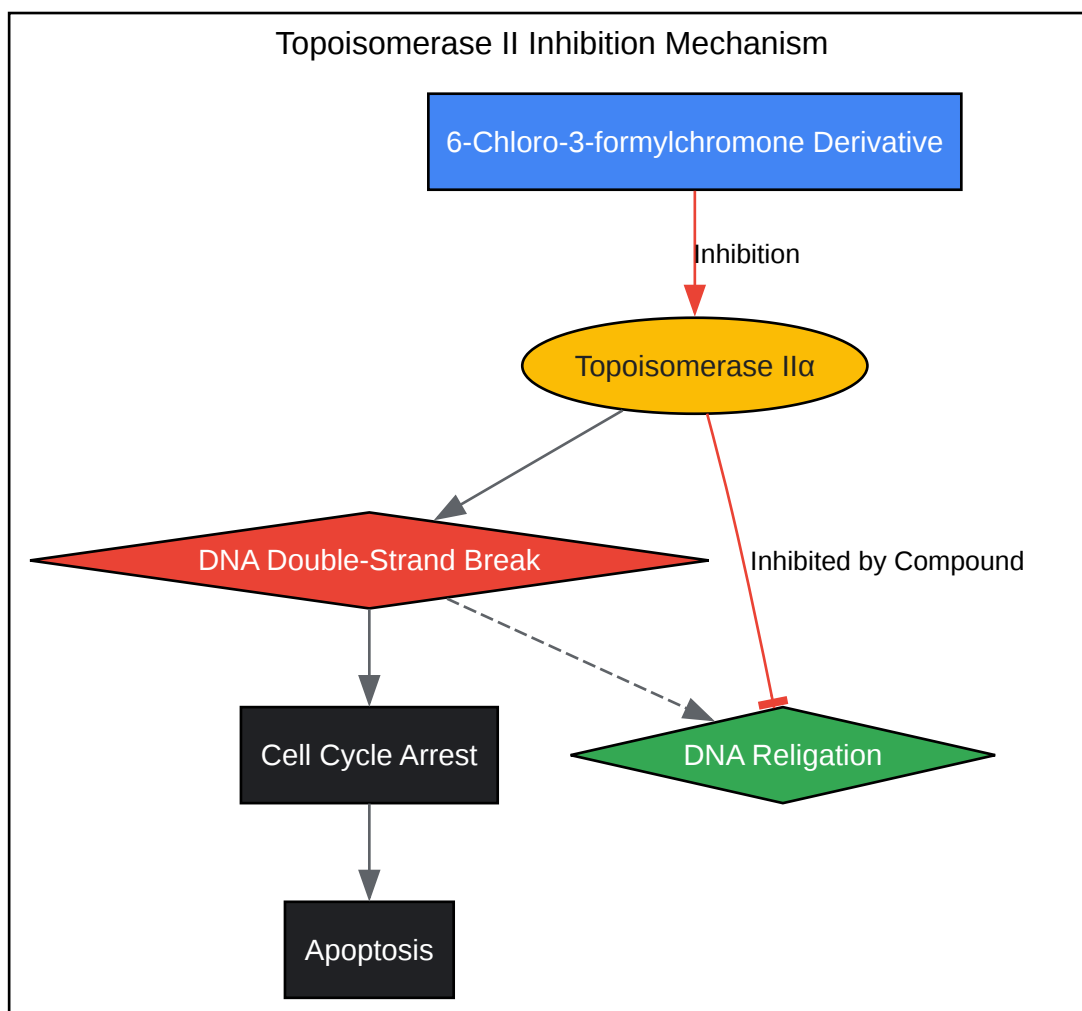 Topoisomerase II Inhibition Mechanism
6-Chloro-3-formylchromone Derivative
Inhibition
Topoisomerase IIα
DNA Double-Strand Break
Inhibited by Compound
Cell Cycle Arrest
DNA Religation
Apoptosis